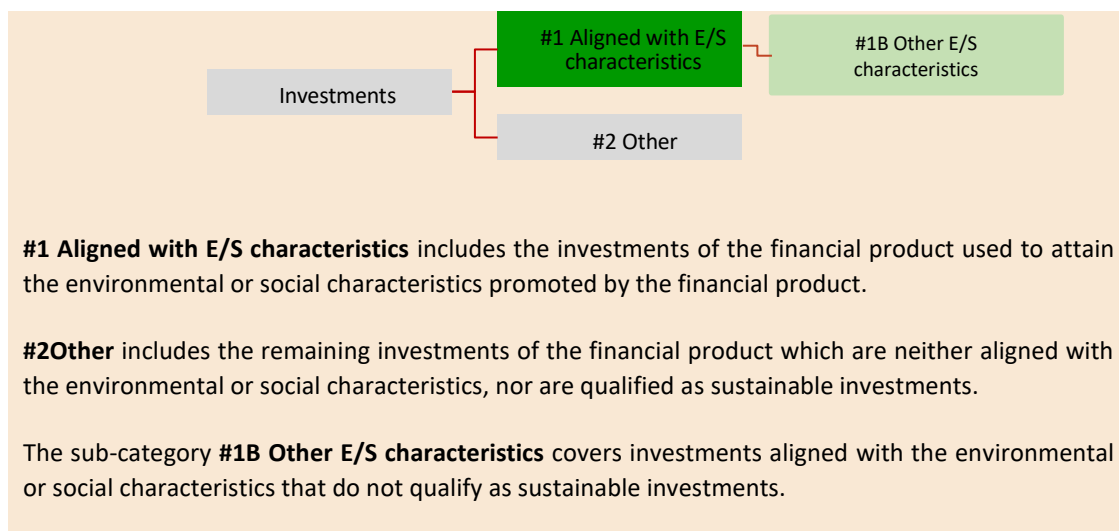 #1 Aligned with E/S
characteristics
#1B Other E/S
characteristics
Investments
#2 Other
#1 Aligned with E/S characteristics includes the investments of the financial product used to attain
the environmental or social characteristics promoted by the financial product.
#2Other includes the remaining investments of the financial product which are neither aligned with
the environmental or social characteristics, nor are qualified as sustainable investments.
The sub-category #1B Other E/S characteristics covers investments aligned with the environmental
or social characteristics that do not qualify as sustainable investments.